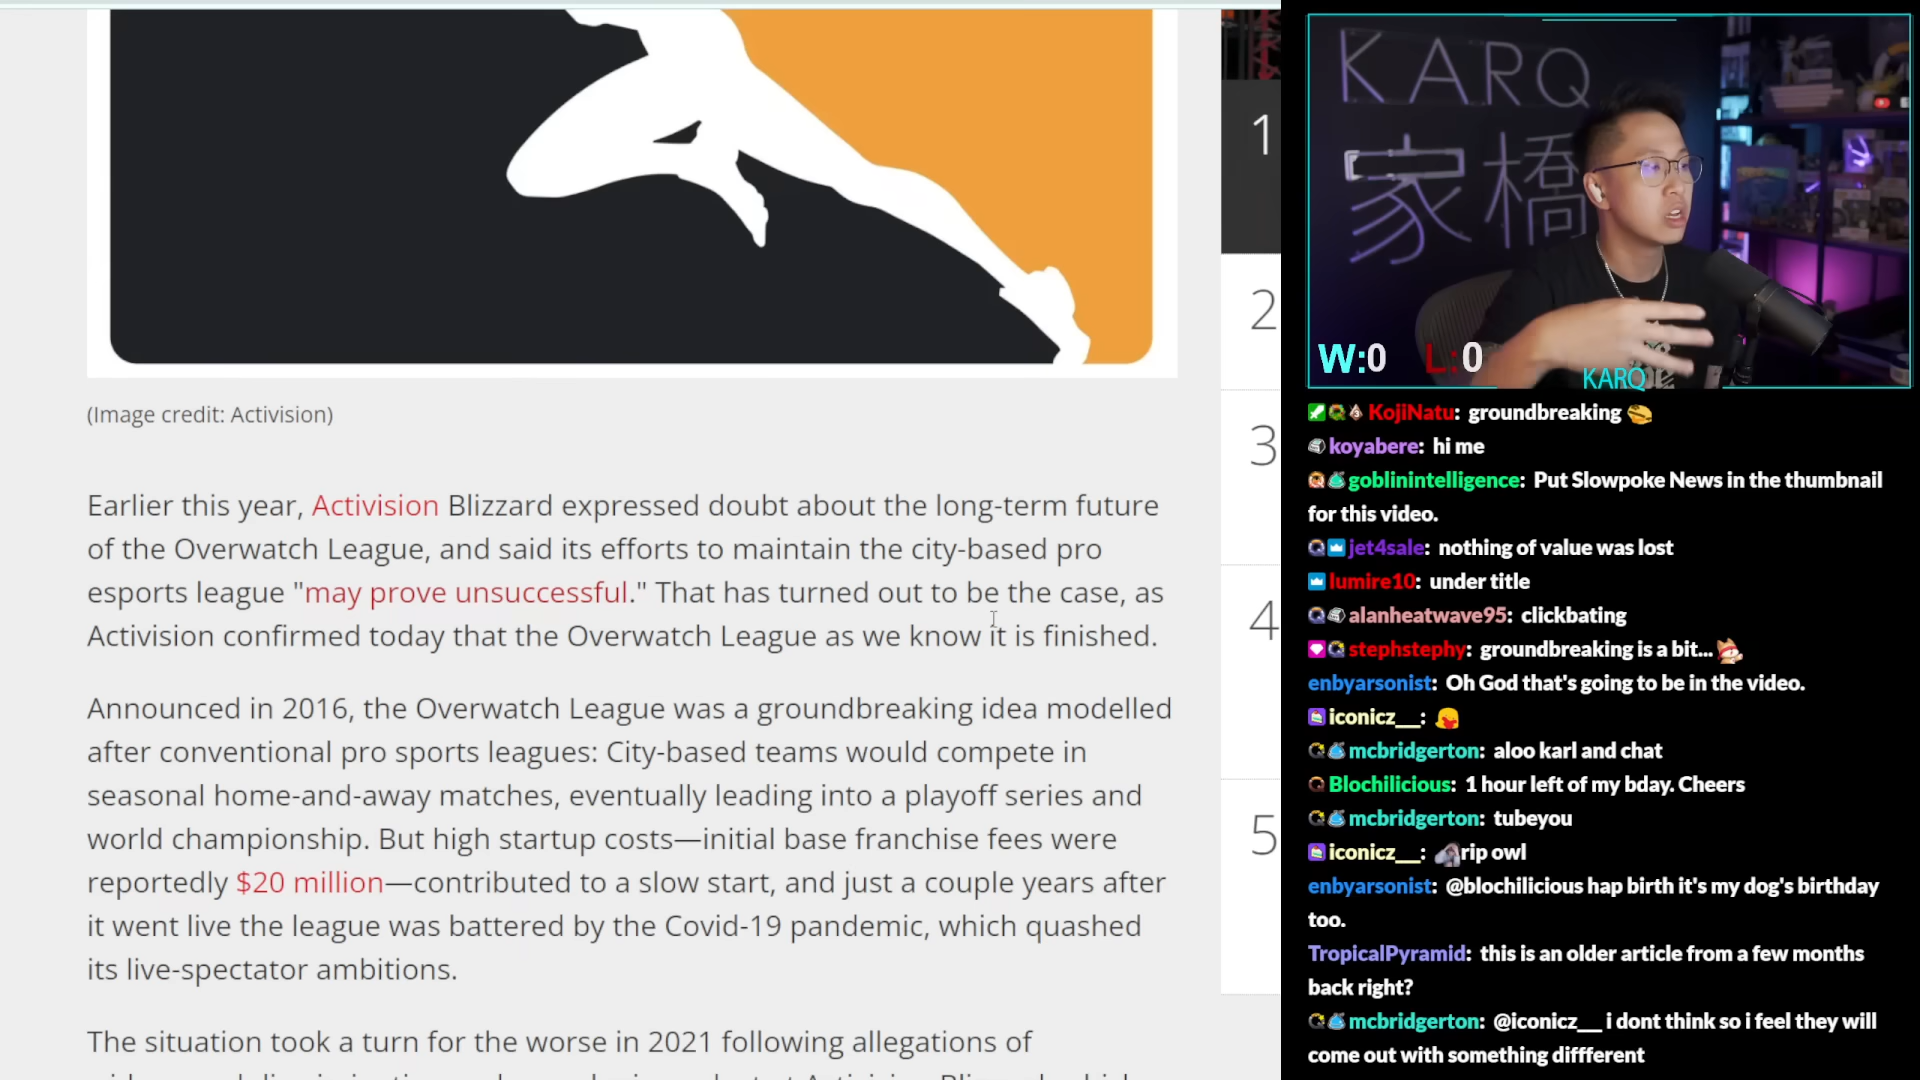 (Image credit: Activision)
Earlier this year, Activision Blizzard expressed doubt about the long-term future
of the Overwatch League, and said its efforts to maintain the city-based pro
esports league "may prove unsuccessful." That has turned out to be the case, as
Activision confirmed today that the Overwatch League as we know it is finished.
Announced in 2016, the Overwatch League was a groundbreaking idea modelled
after conventional pro sports leagues: City-based teams would compete in
seasonal home-and-away matches, eventually leading into a playoff series and
world championship. But high startup costs—initial base franchise fees were
reportedly $20 million—contributed to a slow start, and just a couple years after
it went live the league was battered by the Covid-19 pandemic, which quashed
its live-spectator ambitions.
The situation took a turn for the worse in 2021 following allegations of
1
2
3
4
5
KARQ
家橋
W:0 L:0
KARQ
KojiNatu: groundbreaking
koyabere: hi me
goblinintelligence: Put Slowpoke News in the thumbnail
for this video.
jet4sale: nothing of value was lost
lumire10: under title
alanheatwave95: clickbating
stephstephy: groundbreaking is a bit...
enbyarsonist: Oh God that's going to be in the video.
iconicz__:
mcbridgerton: aloo karl and chat
Blochilicious: 1 hour left of my bday. Cheers
mcbridgerton: tubeyou
iconicz__: rip owl
enbyarsonist: @blochilicious hap birth it's my dog's birthday
too.
TropicalPyramid: this is an older article from a few months
back right?
mcbridgerton: @iconicz__ i dont think so i feel they will
come out with something diffferent